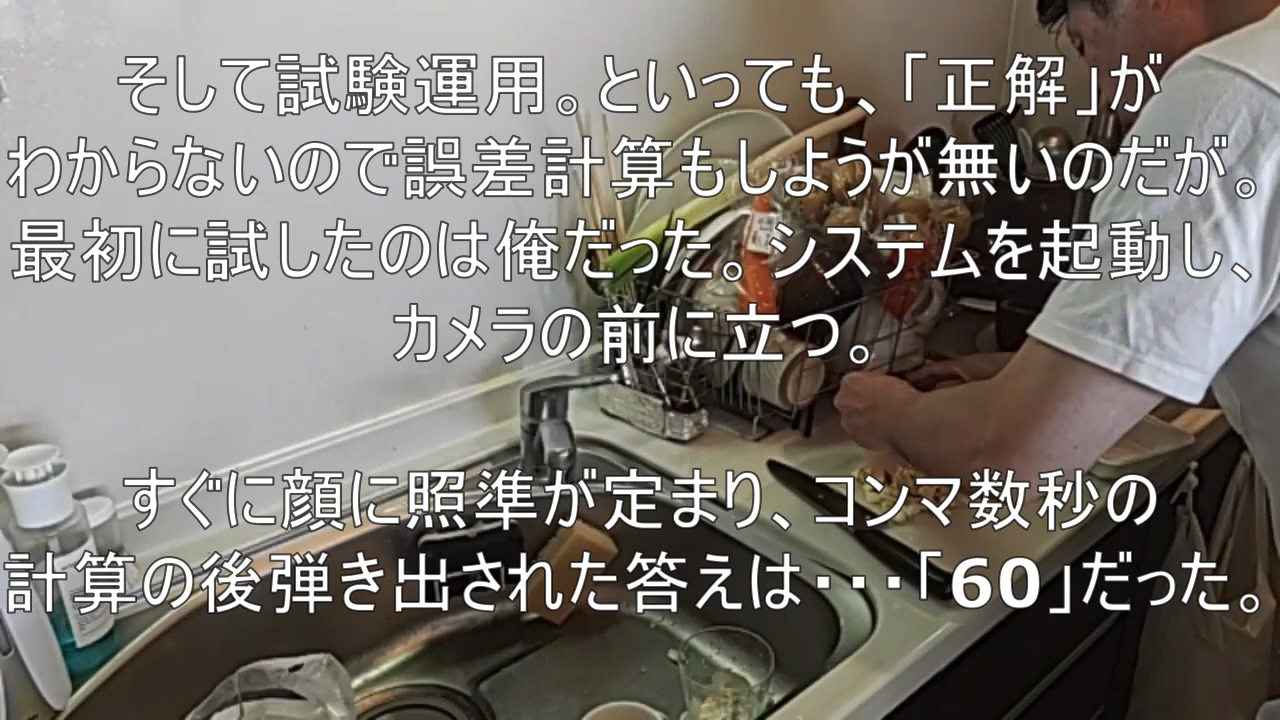 そして試験運用。といっても、「正解」が
わからないので誤差計算もしようが無いのだが。
最初に試したのは俺だった。システムを起動し、
カメラの前に立つ。
すぐに顔に照準が定まり、コンマ数秒の
計算の後弾き出された答えは・・・「60」だった。